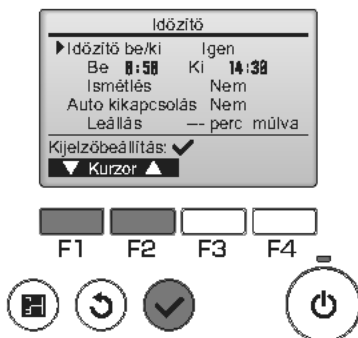 Időzítő
▶Időzítő be/ki Igen
Be 8:50 Ki 14:30
Ismétlés Nem
Auto kikapcsolás Nem
Leállás --- perc múlva
Kijelzőbeállítás: ✔
▼ Kurzor ▲
F1 F2 F3 F4